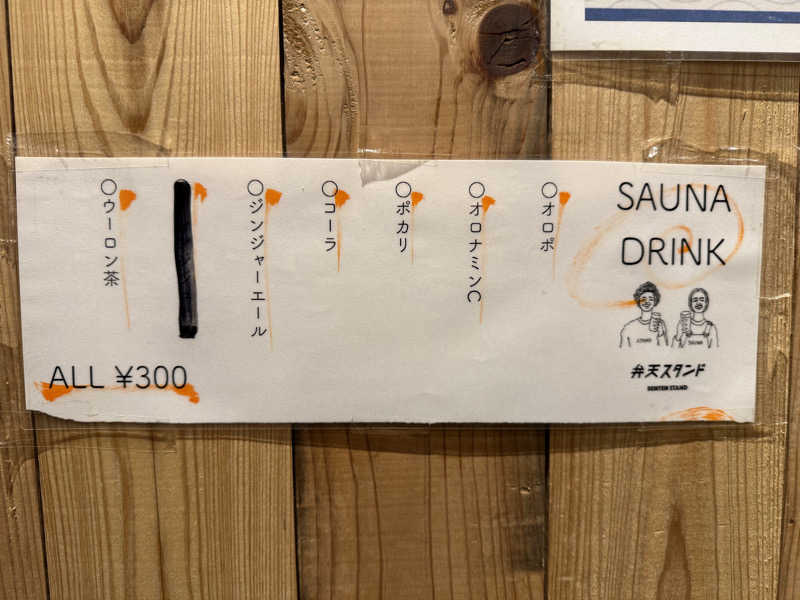 SAUNA
DRINK
弁天スタンド
BENTEN STAND
○オロポ
○オロナミンC
○ポカリ
○コーラ
○ジンジャーエール
○ウーロン茶
ALL ¥300